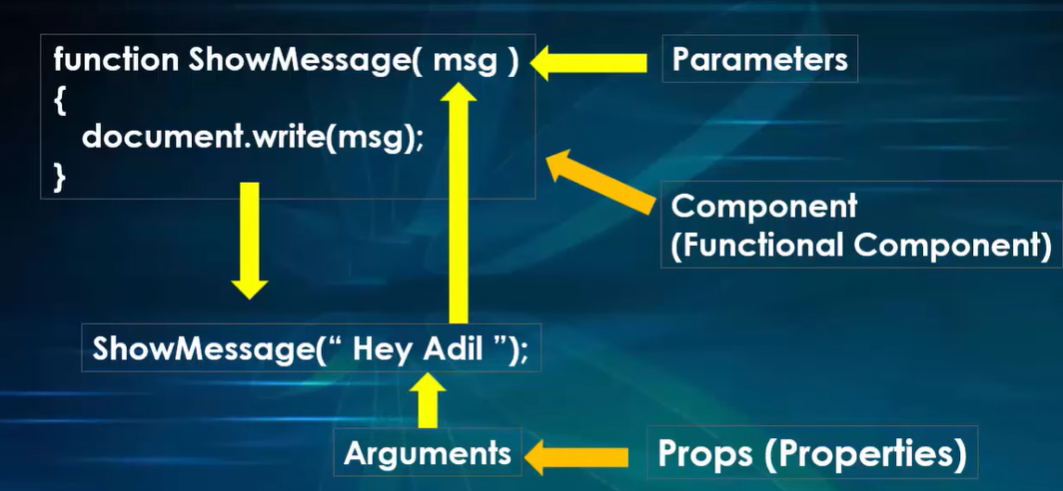 function ShowMessage( msg )
{
document.write(msg);
}
Parameters
Component
(Functional Component)
ShowMessage(“ Hey Adil ”);
Arguments
Props (Properties)